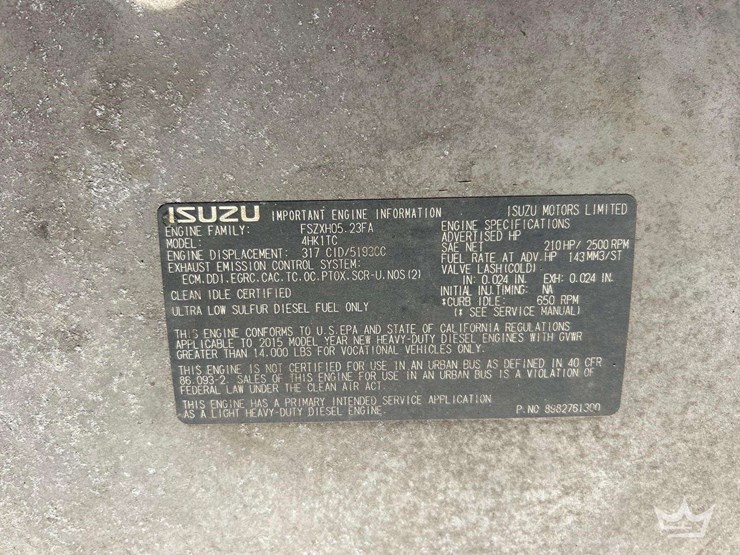 ISUZU IMPORTANT ENGINE INFORMATION ISUZU MOTORS LIMITED
ENGINE FAMILY: FSZXH05.23FA
MODEL: 4HK1TC
ENGINE DISPLACEMENT: 317 CID/5193CC
EXHAUST EMISSION CONTROL SYSTEM:
ECM.DDI.EGRC.CAC.TC.OC.PTOX.SCR-U.NOS(2)
CLEAN IDLE CERTIFIED
ULTRA LOW SULFUR DIESEL FUEL ONLY
ENGINE SPECIFICATIONS
ADVERTISED HP
SAE NET 210HP/2500RPM
FUEL RATE AT ADV.HP 143MM3/ST
VALVE LASH(COLD)
IN: 0.024 IN. EXH: 0.024 IN.
INITIAL INJ.TIMING: NA
*CURB IDLE: 650 RPM
(* SEE SERVICE MANUAL)
THIS ENGINE CONFORMS TO U.S.EPA AND STATE OF CALIFORNIA REGULATIONS
APPLICABLE TO 2015 MODEL YEAR NEW HEAVY-DUTY DIESEL ENGINES WITH GVWR
GREATER THAN 14.000 LBS FOR VOCATIONAL VEHICLES ONLY.
THIS ENGINE IS NOT CERTIFIED FOR USE IN AN URBAN BUS AS DEFINED IN 40 CFR
86.093-2. SALES OF THIS ENGINE FOR USE IN AN URBAN BUS IS A VIOLATION OF
FEDERAL LAW UNDER THE CLEAN AIR ACT.
THIS ENGINE HAS A PRIMARY INTENDED SERVICE APPLICATION
AS A LIGHT HEAVY-DUTY DIESEL ENGINE.
P.NO 8982761300